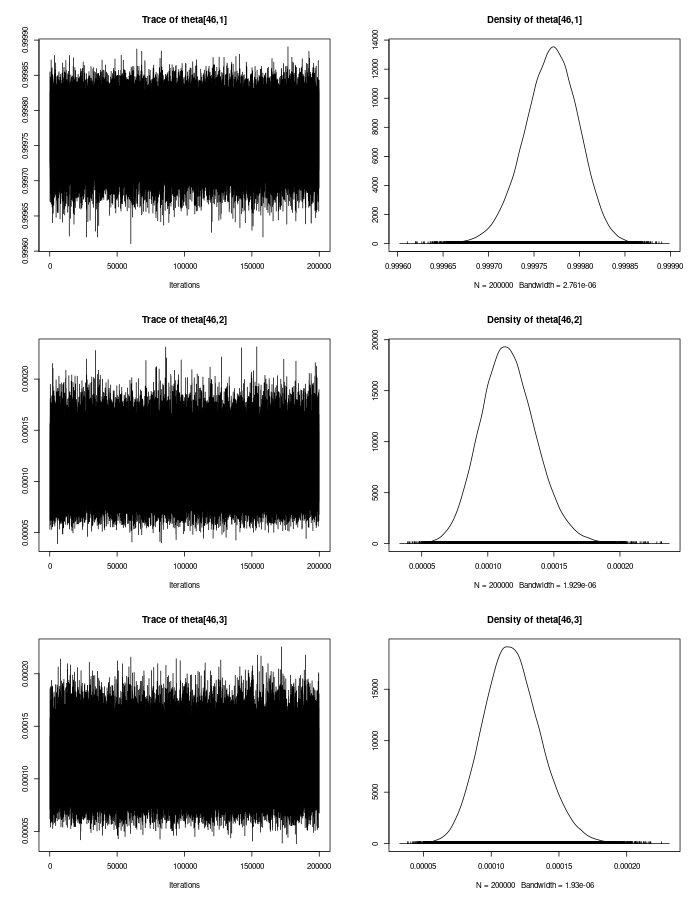 Trace of theta[46,1]
0.99960 0.99965 0.99970 0.99975 0.99980 0.99985 0.99990
0 50000 100000 150000 200000
Iterations
Density of theta[46,1]
0 2000 4000 6000 8000 10000 12000 14000
0.99960 0.99965 0.99970 0.99975 0.99980 0.99985 0.99990
N = 200000 Bandwidth = 2.761e-06
Trace of theta[46,2]
0.00005 0.00010 0.00015 0.00020
0 50000 100000 150000 200000
Iterations
Density of theta[46,2]
0 5000 10000 15000 20000
0.00005 0.00010 0.00015 0.00020
N = 200000 Bandwidth = 1.929e-06
Trace of theta[46,3]
0.00005 0.00010 0.00015 0.00020
0 50000 100000 150000 200000
Iterations
Density of theta[46,3]
0 5000 10000 15000
0.00005 0.00010 0.00015 0.00020
N = 200000 Bandwidth = 1.93e-06